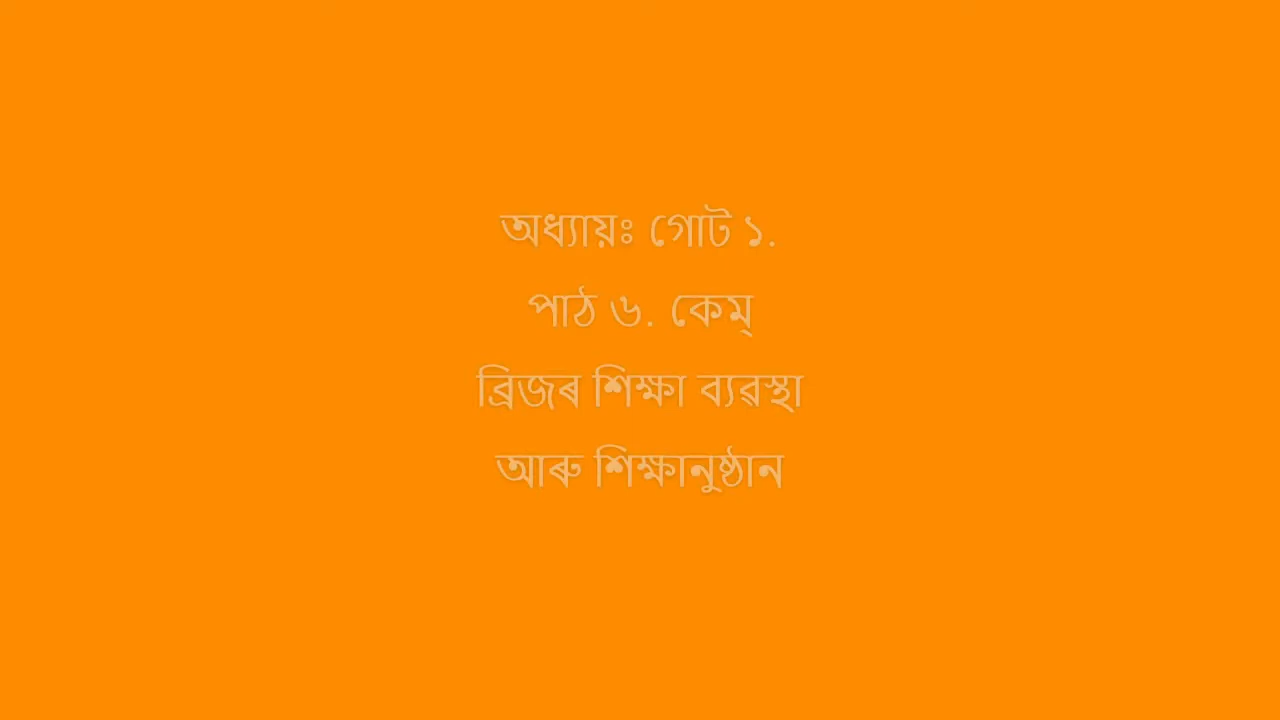 অধ্যায়ঃ গোট ১.
পাঠ ৬. কেম্
ব্রিজৰ শিক্ষা ব্যৱস্থা
আৰু শিক্ষানুষ্ঠান